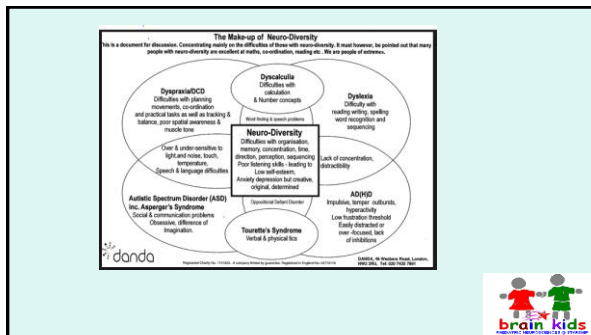 The Make-up of Neuro-Diversity
This is a document for discussion. Concentrating mainly on the difficulties of those with neuro-diversity. It must however, be pointed out that many
people with neuro-diversity are excellent at maths, co-ordination, reading etc. We are people of extremes.
Dyscalculia
Difficulties with
calculation
& Number concepts
Dyspraxia/DCD
Difficulties with planning
movements, co-ordination
and practical tasks as well as tracking &
balance, poor spatial awareness &
muscle tone
Dyslexia
Difficulty with
reading writing, spelling
word recognition and
sequencing
Word finding & speech problems
Neuro-Diversity
Difficulties with organisation,
memory, concentration, time,
direction, perception, sequencing
Poor listening skills - leading to
Low self-esteem,
Anxiety depression but creative.
original, determined
Over & under-sensitive to
light and noise, touch,
temperature,
Speech & language difficulties
Lack of concentration,
distractibility
Autistic Spectrum Disorder (ASD)
inc. Asperger's Syndrome
Social & communication problems
Obsessive, difference of
Imagination.
Oppositional Defiant Disorder
AD(H)D
Impulsive, temper outbursts,
hyperactivity
Low frustration threshold
Easily distracted or
over-focused, lack
of inhibitions
Tourette's Syndrome
Verbal & physical tics
danda
DANDA, 46 Westbere Road, London,
brain kids
PAEDIATRIC NEUROSCIENCES @ STARSHIP